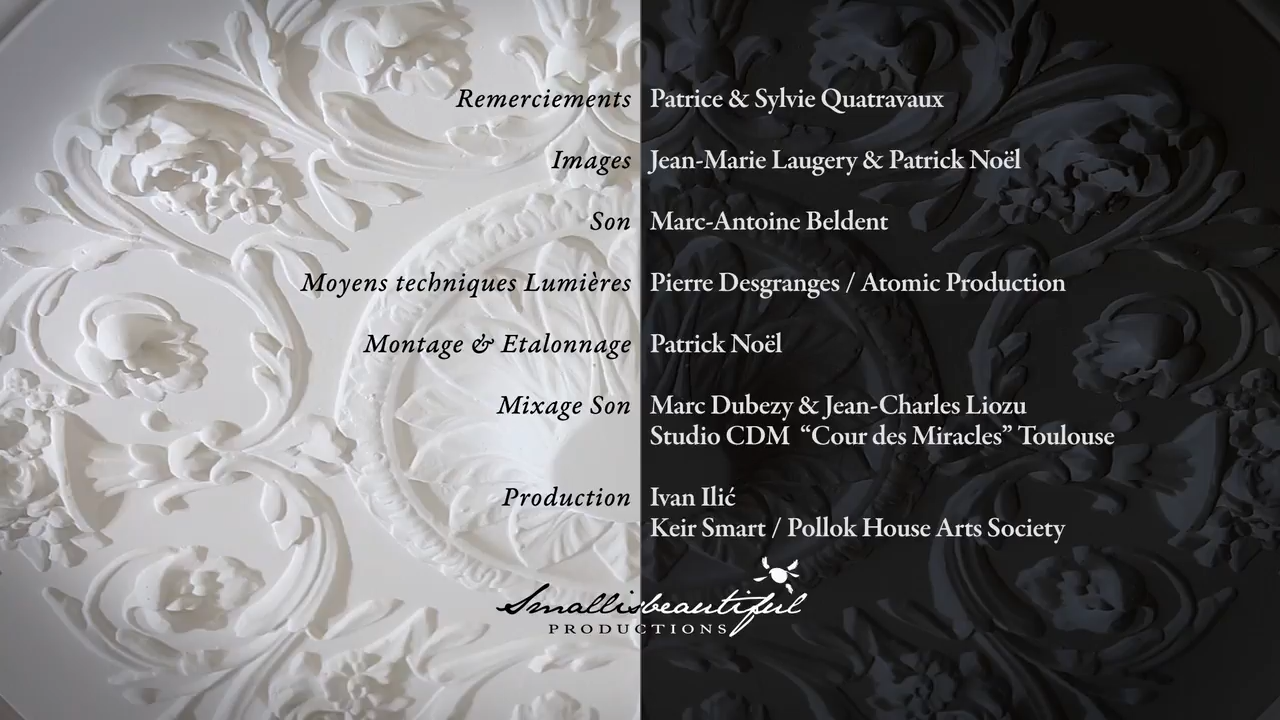 Remerciements Patrice & Sylvie Quatravaux
Images Jean-Marie Laugery & Patrick Noël
Son Marc-Antoine Beldent
Moyens techniques Lumières Pierre Desgranges / Atomic Production
Montage & Etalonnage Patrick Noël
Mixage Son Marc Dubezy & Jean-Charles Liozu
Studio CDM “Cour des Miracles” Toulouse
Production Ivan Ilić
Keir Smart / Pollok House Arts Society
Smallisbeautiful
PRODUCTIONS